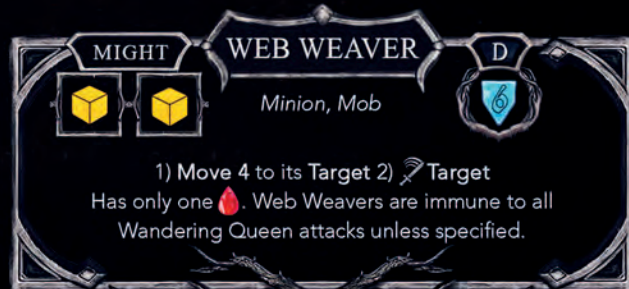 MIGHT
WEB WEAVER
D
6
Minion, Mob
1) Move 4 to its Target 2) Target
Has only one . Web Weavers are immune to all
Wandering Queen attacks unless specified.